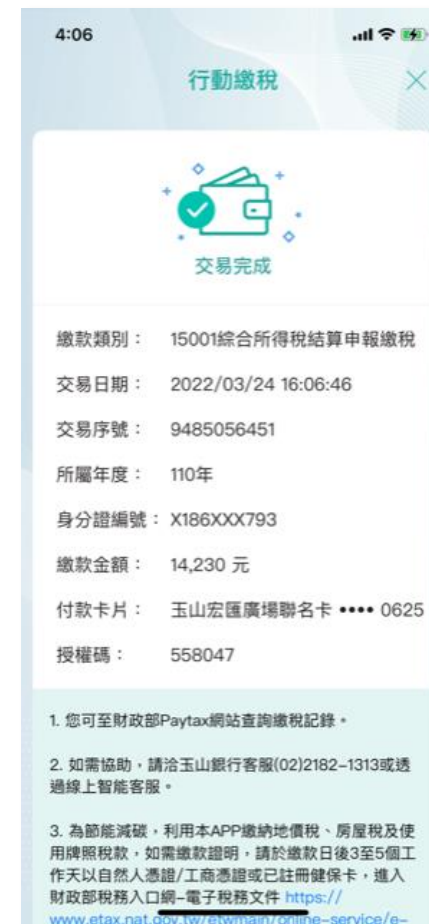 4:06
行動繳稅
交易完成
繳款類別： 15001綜合所得稅結算申報繳稅
交易日期： 2022/03/24 16:06:46
交易序號： 9485056451
所屬年度： 110年
身分證編號： X186XXX793
繳款金額： 14,230 元
付款卡片： 玉山宏匯廣場聯名卡 •••• 0625
授權碼： 558047
1. 您可至財政部Paytax網站查詢繳稅記錄。
2. 如需協助，請洽玉山銀行客服(02)2182-1313或透
過線上智能客服。
3. 為節能減碳，利用本APP繳納地價稅、房屋稅及使
用牌照稅款，如需繳款證明，請於繳款日後3至5個工
作天以自然人憑證/工商憑證或已註冊健保卡，進入
財政部稅務入口網-電子稅務文件 https://
www.etax.nat.gov.tw/etwmain/online-service/e-